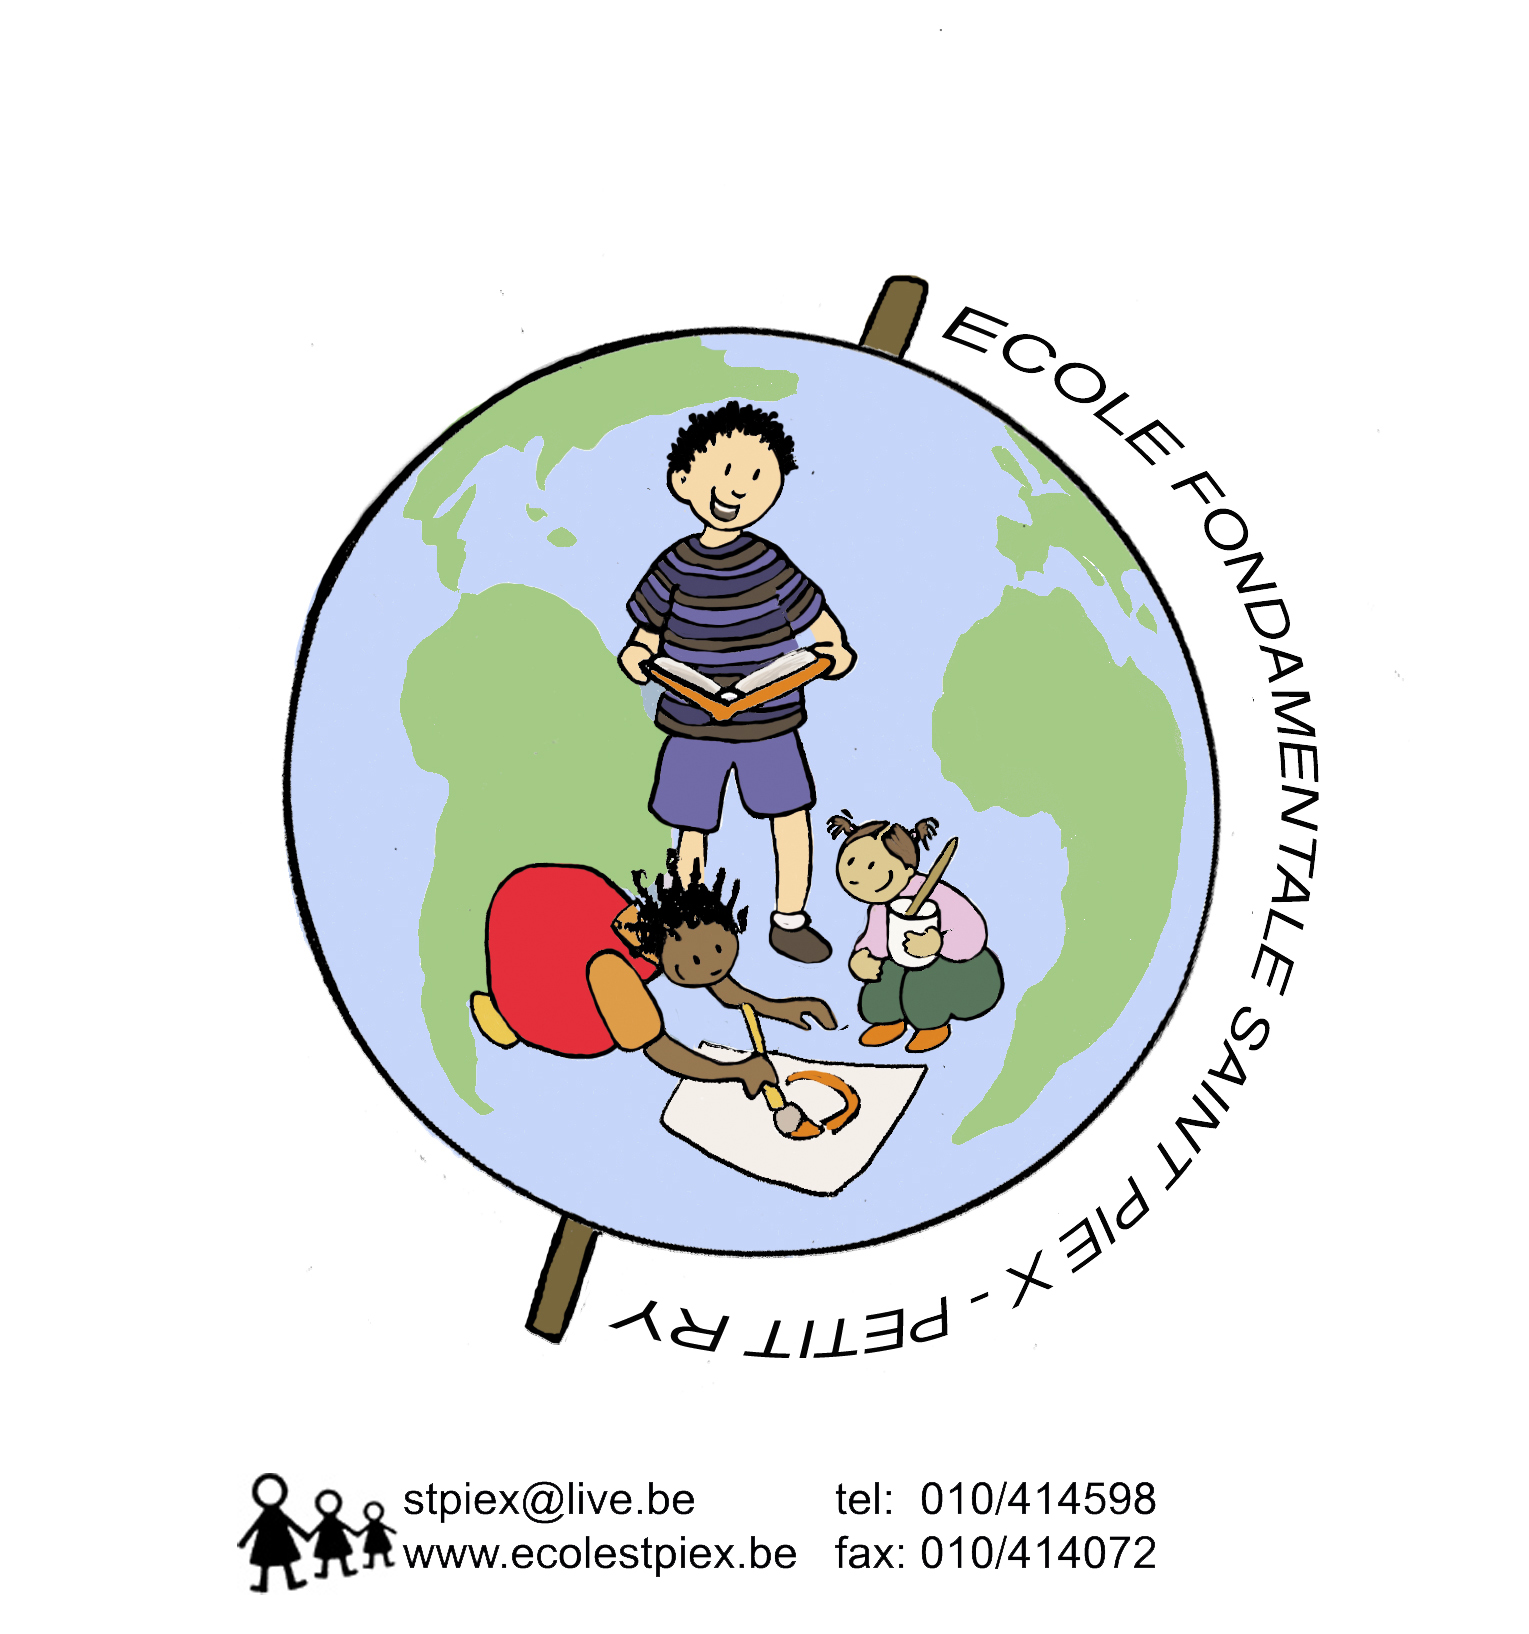 ECOLE FONDAMENTALE SAINT PIE X - PETIT RY
stpiex@live.be tel: 010/414598
www.ecolestpiex.be fax: 010/414072